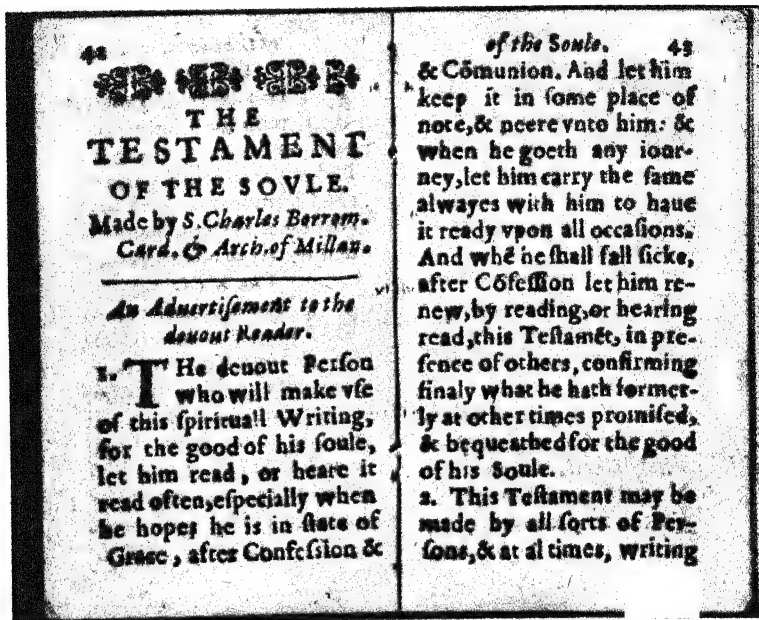 42
THE
TESTAMENT
OF THE SOVLE.
Made by S. Charles Borrom.
Card. & Arch. of Millan.
An Aduertiſement to the
deuout Reader.
1. THe deuout Perſon
who will make vſe
of this ſpirituall Writing,
for the good of his ſoule,
let him read, or heare it
read often, eſpecially when
he hopes he is in ſtate of
Grace, after Confeſsion &
of the Soule. 43
& Cōmunion. And let him
keep it in ſome place of
note, & neere vnto him: &
when he goeth any iour-
ney, let him carry the ſame
alwayes with him to haue
it ready vpon all occaſions.
And whē he ſhall fall ſicke,
after Cōfeſſion let him re-
new, by reading, or hearing
read, this Teſtamēt, in pre-
ſence of others, confirming
finaly what he hath former-
ly at other times promiſed,
& bequeathed for the good
of his Soule.
2. This Teſtament may be
made by all ſorts of Per-
ſons, & at al times, writing